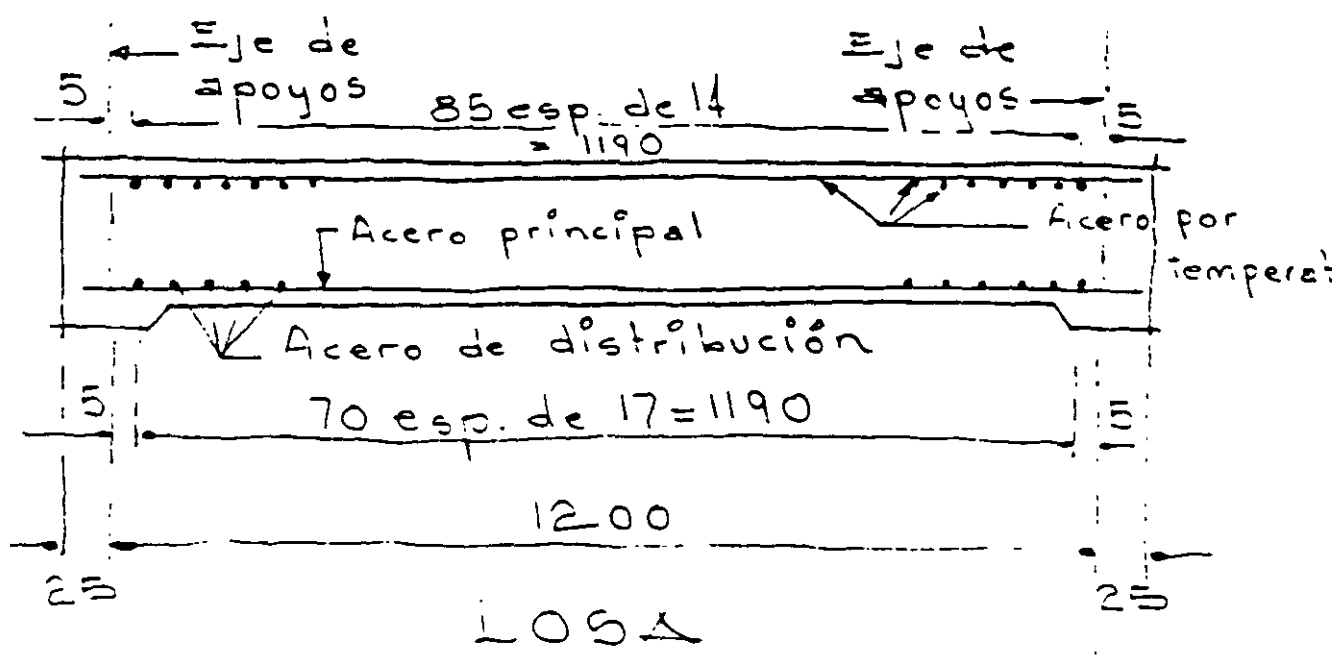 Eje de
apoyos
Eje de
apoyos
5
85 esp. de 14
= 1190
5
Acero principal
Acero por
temperat
Acero de distribución
5
70 esp. de 17=1190
5
1200
25
25
LOSA